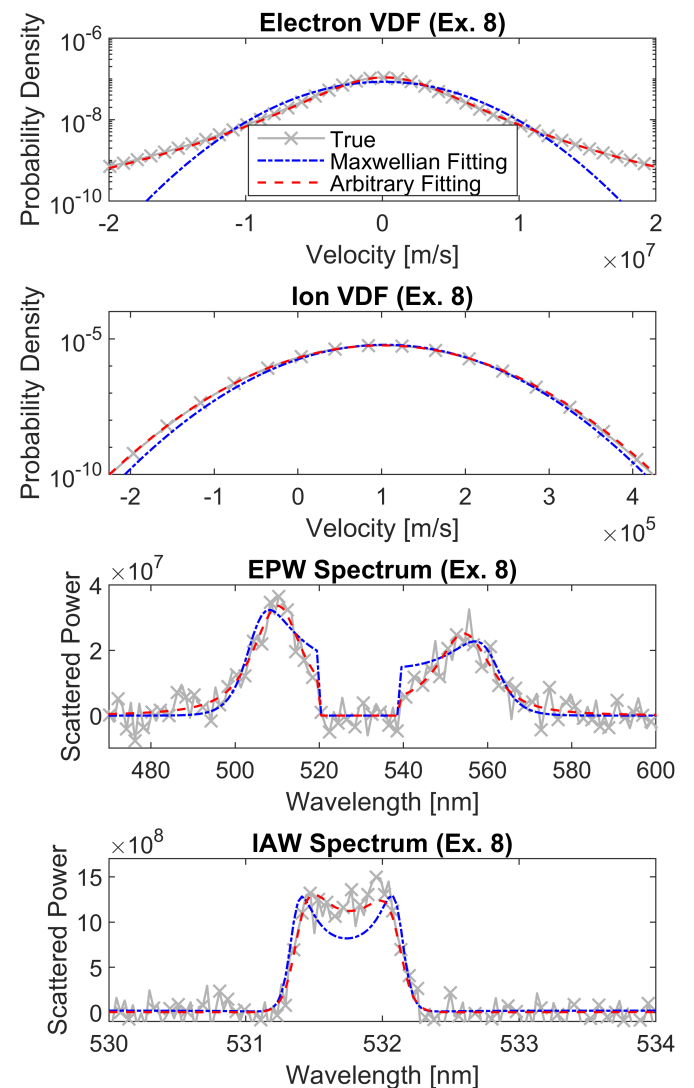 Electron VDF (Ex. 8)
Probability Density
10^-6
10^-8
10^-10
True
Maxwellian Fitting
Arbitrary Fitting
-2 -1 0 1 2
Velocity [m/s]
×10^7
Ion VDF (Ex. 8)
Probability Density
10^-5
10^-10
-2 -1 0 1 2 3 4
Velocity [m/s]
×10^5
EPW Spectrum (Ex. 8)
×10^7
Scattered Power
4
2
0
480 500 520 540 560 580 600
Wavelength [nm]
IAW Spectrum (Ex. 8)
×10^8
Scattered Power
15
10
5
0
530 531 532 533 534
Wavelength [nm]